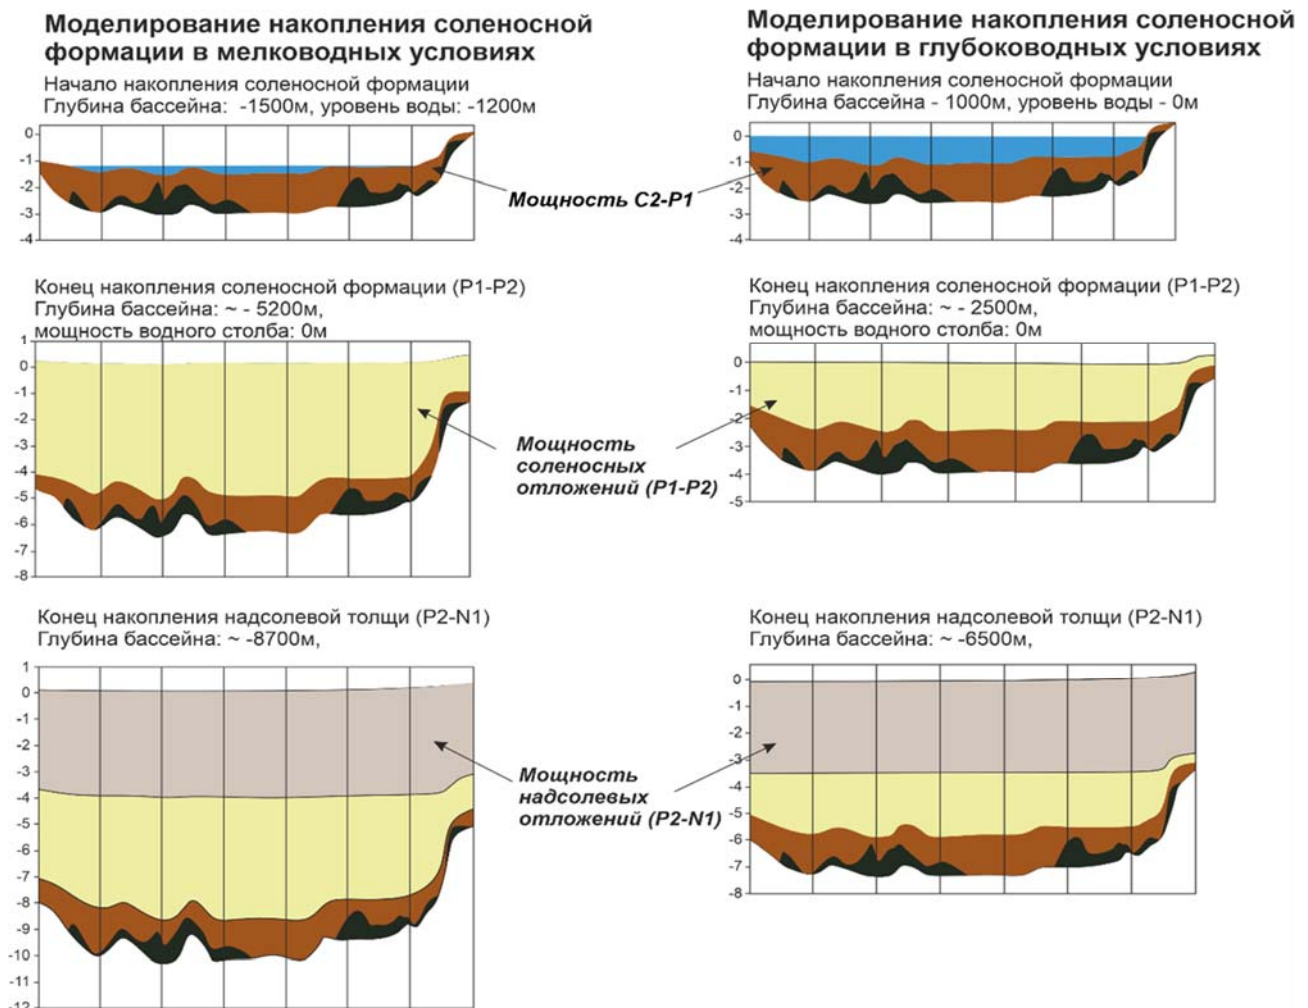 Моделирование накопления соленосной
формации в мелководных условиях
Начало накопления соленосной формации
Глубина бассейна: -1500м, уровень воды: -1200м
0
-1
-2
-3
-4
Моделирование накопления соленосной
формации в глубоководных условиях
Начало накопления соленосной формации
Глубина бассейна - 1000м, уровень воды - 0м
0
-1
-2
-3
-4
Мощность С2-Р1
Конец накопления соленосной формации (Р1-Р2)
Глубина бассейна: ~ - 5200м,
мощность водного столба: 0м
1
0
-1
-2
-3
-4
-5
-6
-7
-8
Конец накопления соленосной формации (Р1-Р2)
Глубина бассейна: ~ - 2500м,
мощность водного столба: 0м
0
-1
-2
-3
-4
-5
Мощность
соленосных
отложений (Р1-Р2)
Конец накопления надсолевой толщи (Р2-N1)
Глубина бассейна: ~ -8700м,
1
0
-1
-2
-3
-4
-5
-6
-7
-8
-9
-10
-11
-12
Конец накопления надсолевой толщи (Р2-N1)
Глубина бассейна: ~ -6500м,
0
-1
-2
-3
-4
-5
-6
-7
-8
Мощность
надсолевых
отложений (Р2-N1)